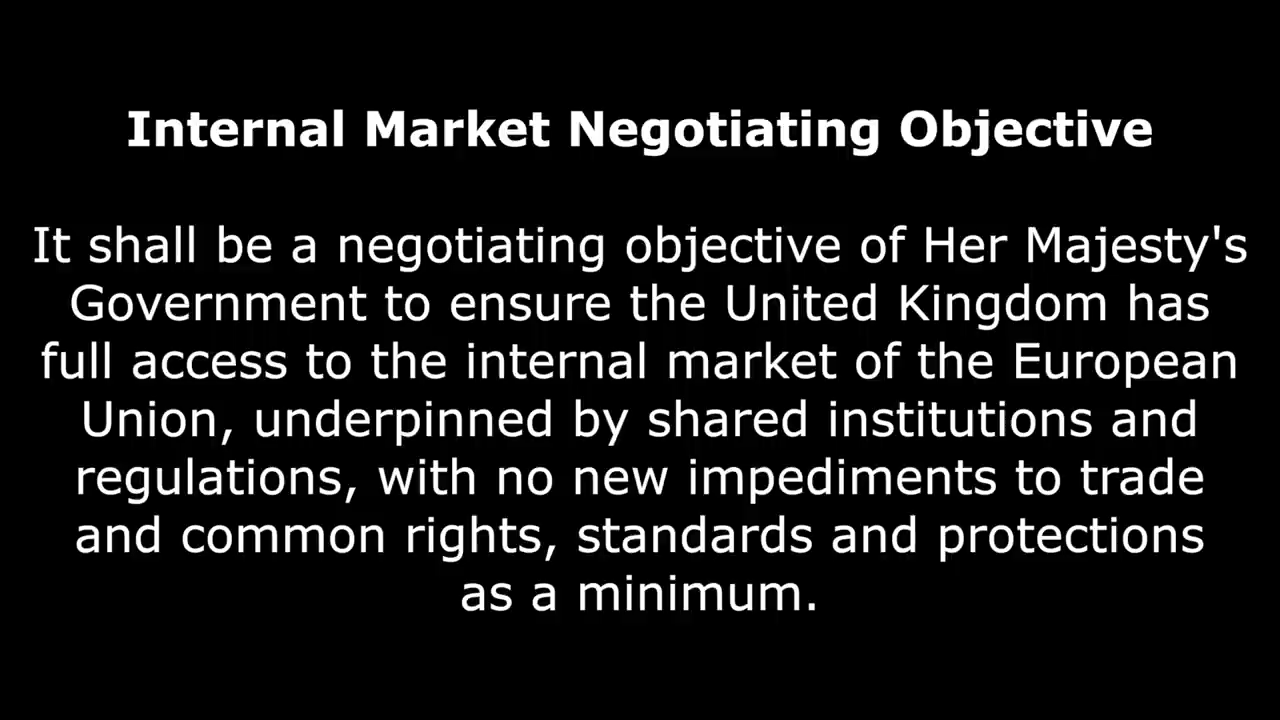 Internal Market Negotiating Objective
It shall be a negotiating objective of Her Majesty's
Government to ensure the United Kingdom has
full access to the internal market of the European
Union, underpinned by shared institutions and
regulations, with no new impediments to trade
and common rights, standards and protections
as a minimum.